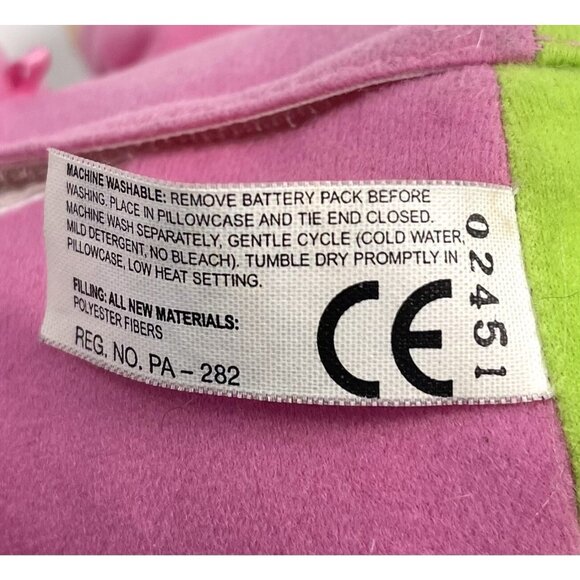 MACHINE WASHABLE: REMOVE BATTERY PACK BEFORE
WASHING. PLACE IN PILLOWCASE AND TIE END CLOSED.
MACHINE WASH SEPARATELY, GENTLE CYCLE (COLD WATER,
MILD DETERGENT, NO BLEACH). TUMBLE DRY PROMPTLY IN
PILLOWCASE, LOW HEAT SETTING.
FILLING: ALL NEW MATERIALS:
POLYESTER FIBERS
REG. NO. PA – 282
CE
02451